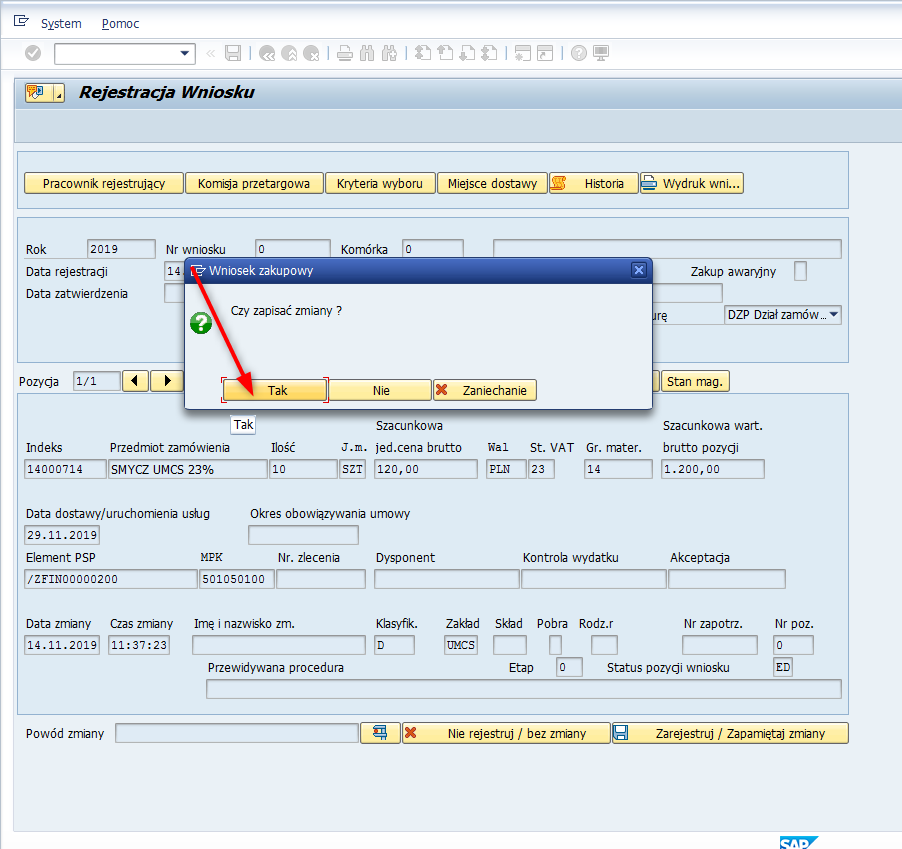 System Pomoc
Rejestracja Wniosku
Pracownik rejestrujący Komisja przetargowa Kryteria wyboru Miejsce dostawy Historia Wydruk wni...
Rok 2019 Nr wniosku 0 Komórka 0
Data rejestracji 14. Wniosek zakupowy Zakup awaryjny
Data zatwierdzenia
Czy zapisać zmiany ?
urę DZP Dział zamów...
Pozycja 1/1 Stan mag.
Tak Nie Zaniechanie
Tak
Szacunkowa Szacunkowa wart.
Indeks Przedmiot zamówienia Ilość J.m. jed.cena brutto Wal St. VAT Gr. mater. brutto pozycji
14000714 SMYCZ UMCS 23% 10 SZT 120,00 PLN 23 14 1.200,00
Data dostawy/uruchomienia usług Okres obowiązywania umowy
29.11.2019
Element PSP MPK Nr. zlecenia Dysponent Kontrola wydatku Akceptacja
/ZFIN00000200 501050100
Data zmiany Czas zmiany Imę i nazwisko zm. Klasyfik. Zakład Skład Pobra Rodz.r Nr zapotrz. Nr poz.
14.11.2019 11:37:23 D UMCS 0
Przewidywana procedura Etap 0 Status pozycji wniosku ED
Powód zmiany Nie rejestruj / bez zmiany Zarejestruj / Zapamiętaj zmiany
SAP